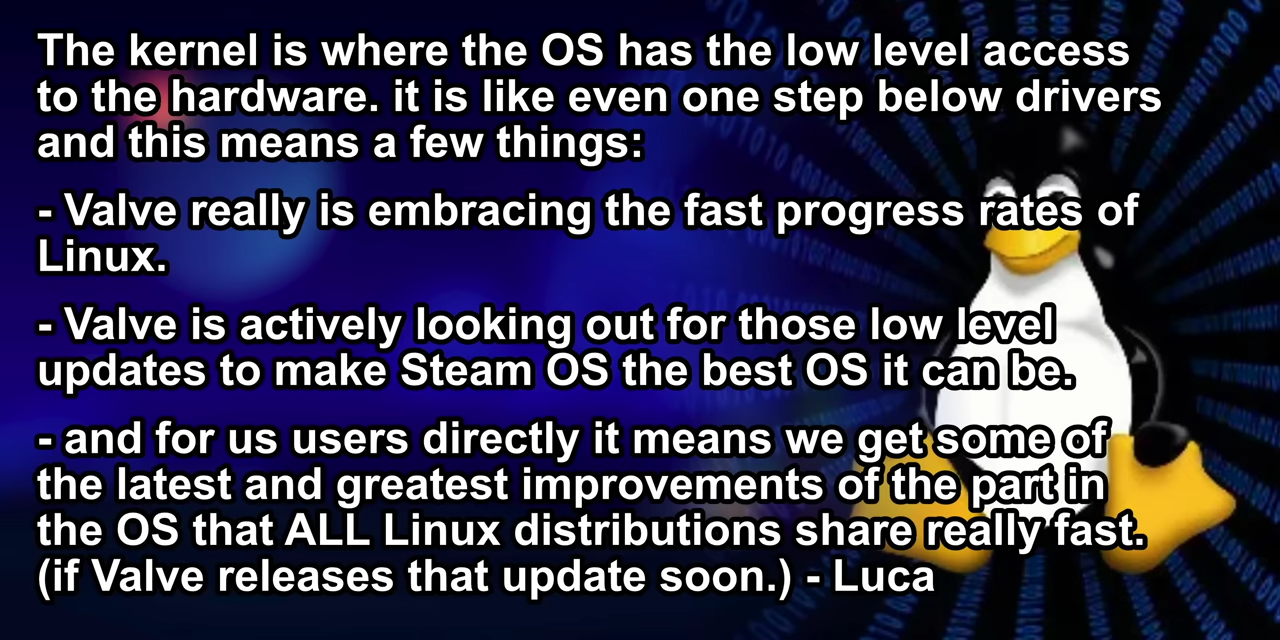 The kernel is where the OS has the low level access
to the hardware. it is like even one step below drivers
and this means a few things:
- Valve really is embracing the fast progress rates of
Linux.
- Valve is actively looking out for those low level
updates to make Steam OS the best OS it can be.
- and for us users directly it means we get some of
the latest and greatest improvements of the part in
the OS that ALL Linux distributions share really fast.
(if Valve releases that update soon.) - Luca